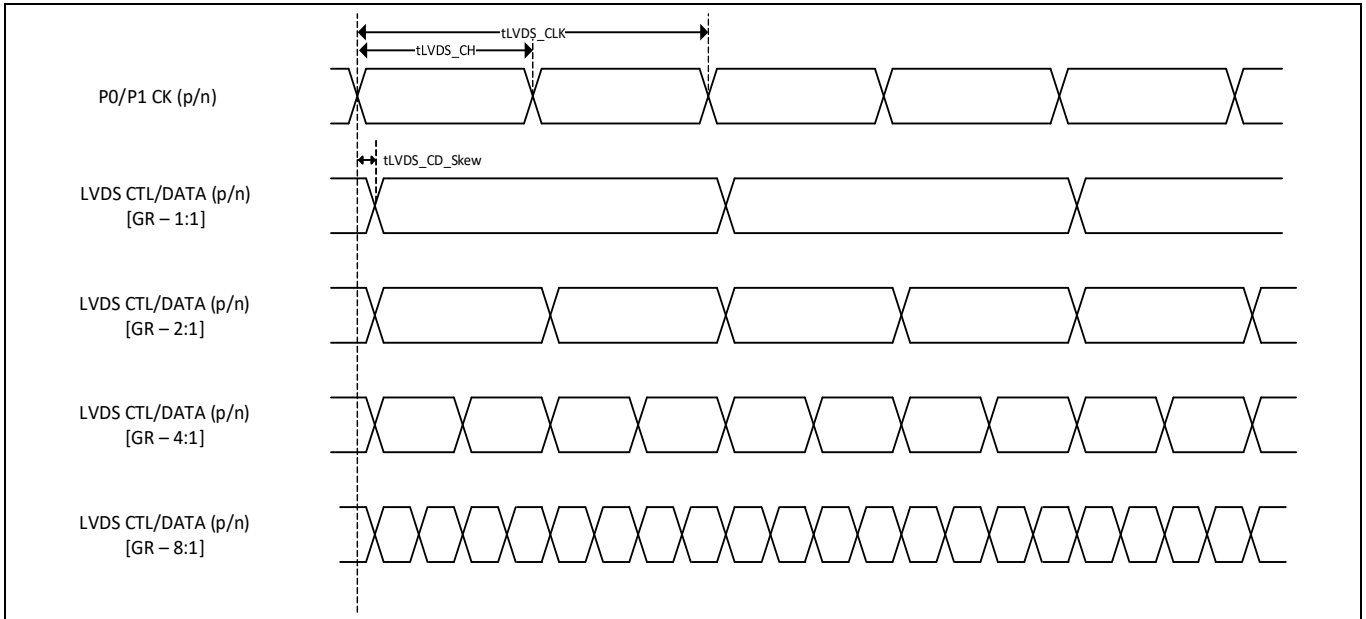 tLVDS_CLK
tLVDS_CH
P0/P1 CK (p/n)
tLVDS_CD_Skew
LVDS CTL/DATA (p/n)
[GR – 1:1]
LVDS CTL/DATA (p/n)
[GR – 2:1]
LVDS CTL/DATA (p/n)
[GR – 4:1]
LVDS CTL/DATA (p/n)
[GR – 8:1]